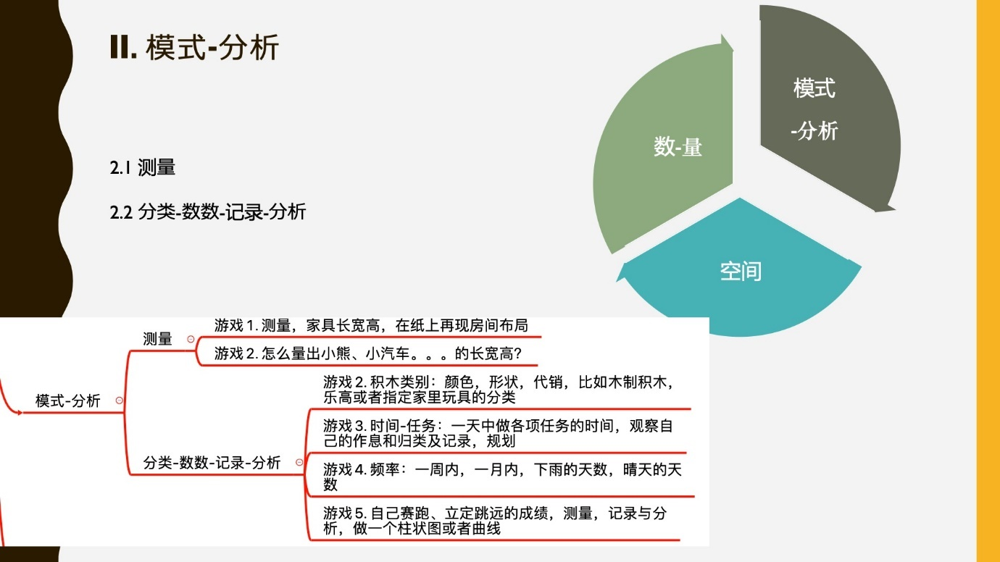 II. 模式-分析
模式
-分析
数-量
2.1 测量
2.2 分类-数数-记录-分析
空间
游戏1. 测量，家具长宽高，在纸上再现房间布局
测量
游戏2. 怎么量出小熊、小汽车。。。的长宽高?
游戏2. 积木类别：颜色，形状，代销，比如木制积木，
乐高或者指定家里玩具的分类
模式-分析
游戏3. 时间-任务：一天中做各项任务的时间，观察自
己的作息和归类及记录，规划
分类-数数-记录-分析
游戏4. 频率：一周内，一月内，下雨的天数，晴天的天
数
游戏5. 自己赛跑、立定跳远的成绩，测量，记录与分
析，做一个柱状图或者曲线